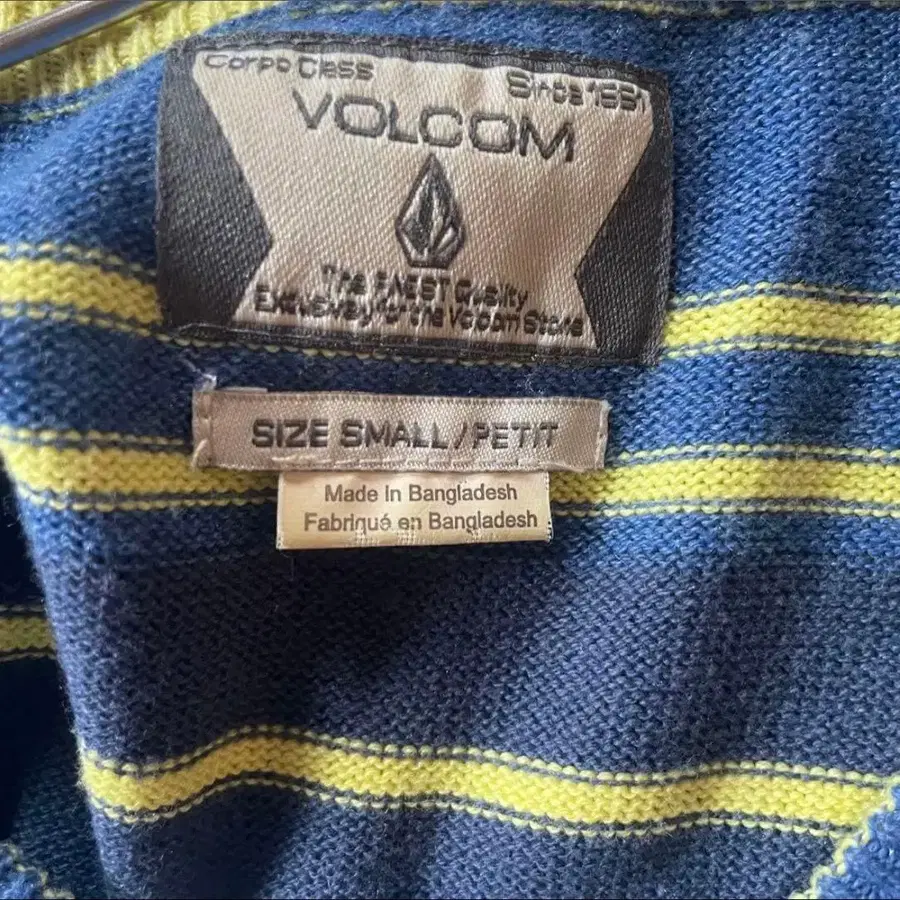 Corpo Class
Since 1991
VOLCOM
The FINEST Quality
Exclusively for the Volcom Stone
SIZE SMALL/PETIT
Made In Bangladesh
Fabriqué en Bangladesh